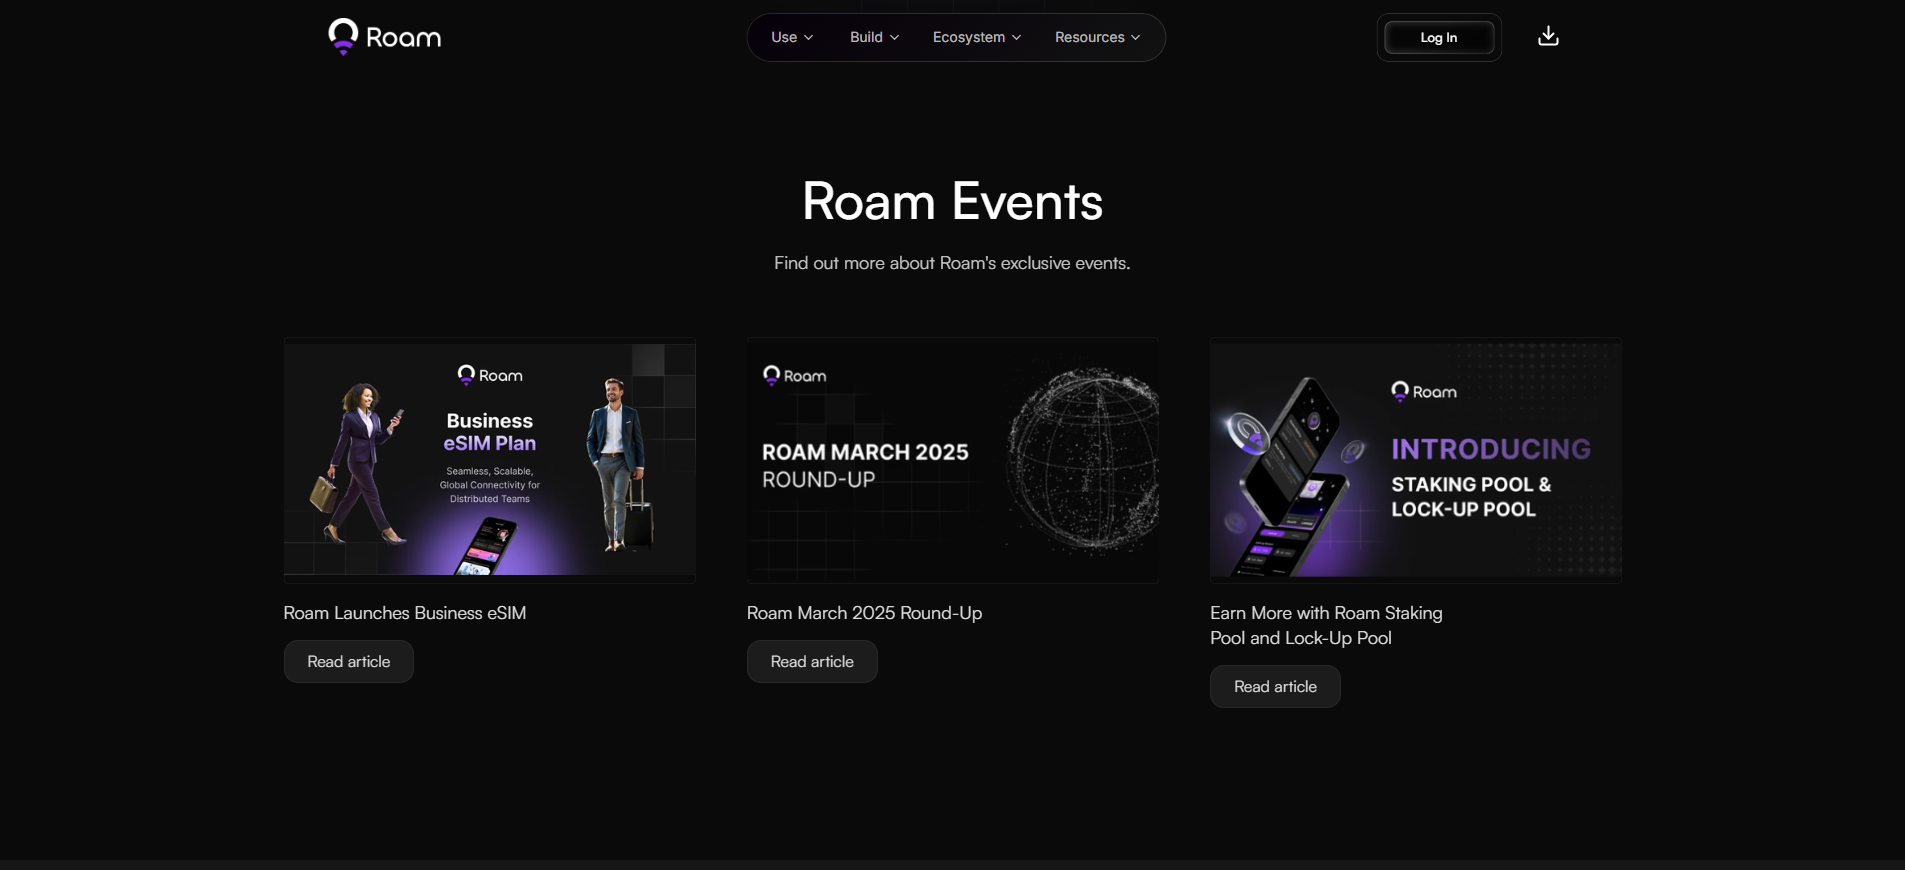 Roam
Use
Build
Ecosystem
Resources
Log In
Roam Events
Find out more about Roam's exclusive events.
Roam
Business
eSIM Plan
Seamless, Scalable,
Global Connectivity for
Distributed Teams
Roam Launches Business eSIM
Read article
Roam
ROAM MARCH 2025
ROUND-UP
Roam March 2025 Round-Up
Read article
Roam
INTRODUCING
STAKING POOL &
LOCK-UP POOL
Earn More with Roam Staking
Pool and Lock-Up Pool
Read article